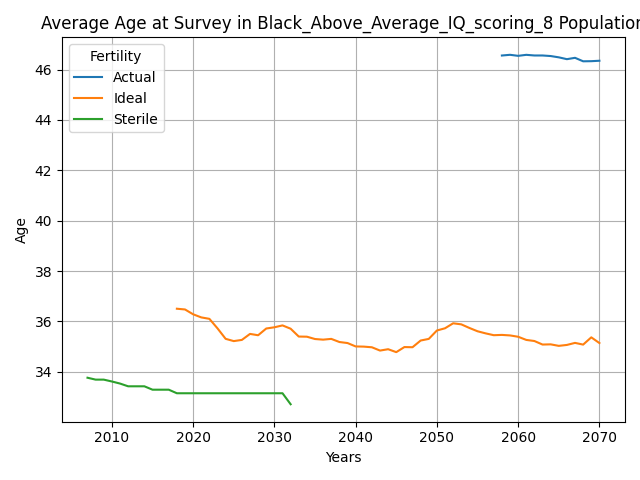 Average Age at Survey in Black_Above_Average_IQ_scoring_8 Population
Fertility
Actual
Ideal
Sterile
46
44
42
40
38
36
34
Age
2010 2020 2030 2040 2050 2060 2070
Years